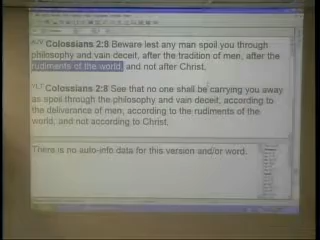 KJV Colossians 2:8 Beware lest any man spoil you through
philosophy and vain deceit, after the tradition of men, after the
rudiments of the world, and not after Christ.
YLT Colossians 2:8 See that no one shall be carrying you away
as spoil through the philosophy and vain deceit, according to
the deliverance of men, according to the rudiments of the
world, and not according to Christ,
There is no auto-info data for this version and/or word.